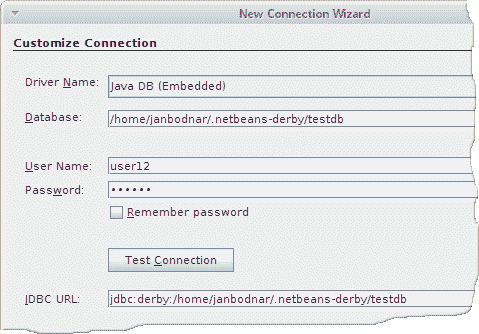 New Connection Wizard
Customize Connection
Driver Name: Java DB (Embedded)
Database: /home/janbodnar/.netbeans-derby/testdb
User Name: user12
Password: ••••••
Remember password
Test Connection
JDBC URL: jdbc:derby:/home/janbodnar/.netbeans-derby/testdb